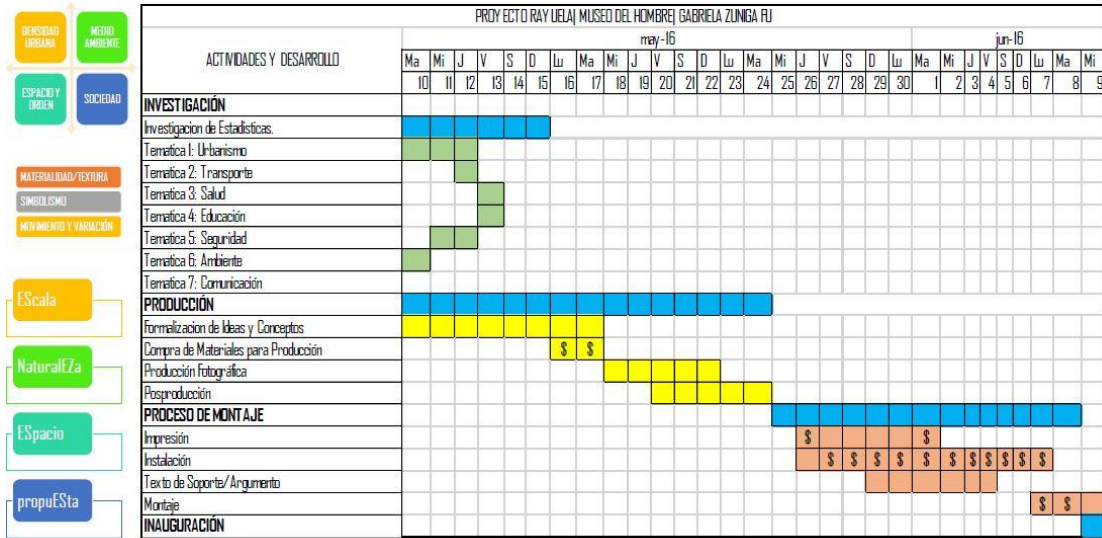 DENSIDAD URBANA
MEDIO AMBIENTE
ESPACIO Y ORDEN
SOCIEDAD
MATERIALIDAD/TEXTURA
SIMBOLISMO
MOVIMIENTO Y VARIACIÓN
EScala
NaturalEZa
ESpacio
propuESta
PROYECTO RAYUELA| MUSEO DEL HOMBRE| GABRIELA ZUNIGA FU
ACTIVIDADES Y DESARROLLO
may-16 jun-16
Ma Mi J V S D Lu Ma Mi J V S D Lu Ma Mi J V S D Lu Ma Mi J V S D Lu Ma Mi
10 11 12 13 14 15 16 17 18 19 20 21 22 23 24 25 26 27 28 29 30 1 2 3 4 5 6 7 8 9
INVESTIGACIÓN
Investigacion de Estadisticas.
Tematica 1: Urbanismo
Tematica 2: Transporte
Tematica 3: Salud
Tematica 4: Educación
Tematica 5: Seguridad
Tematica 6: Ambiente
Tematica 7: Comunicación
PRODUCCIÓN
Formalizacion de Ideas y Conceptos
Compra de Materiales para Producción $ $
Producción Fotográfica
Posproducción
PROCESO DE MONTAJE
Impresión $ $
Instalación $ $ $ $ $ $ $ $ $ $ $
Texto de Soporte/Argumento
Montaje $ $
INAUGURACIÓN